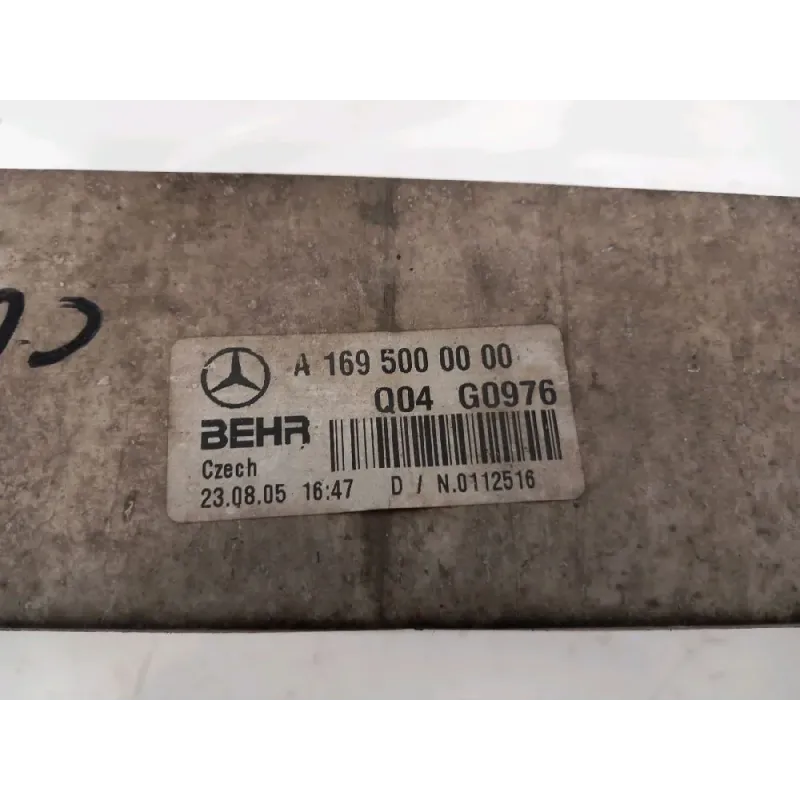 A 169 500 00 00
Q04 G0976
BEHR
Czech
23.08.05 16:47 D / N.0112516